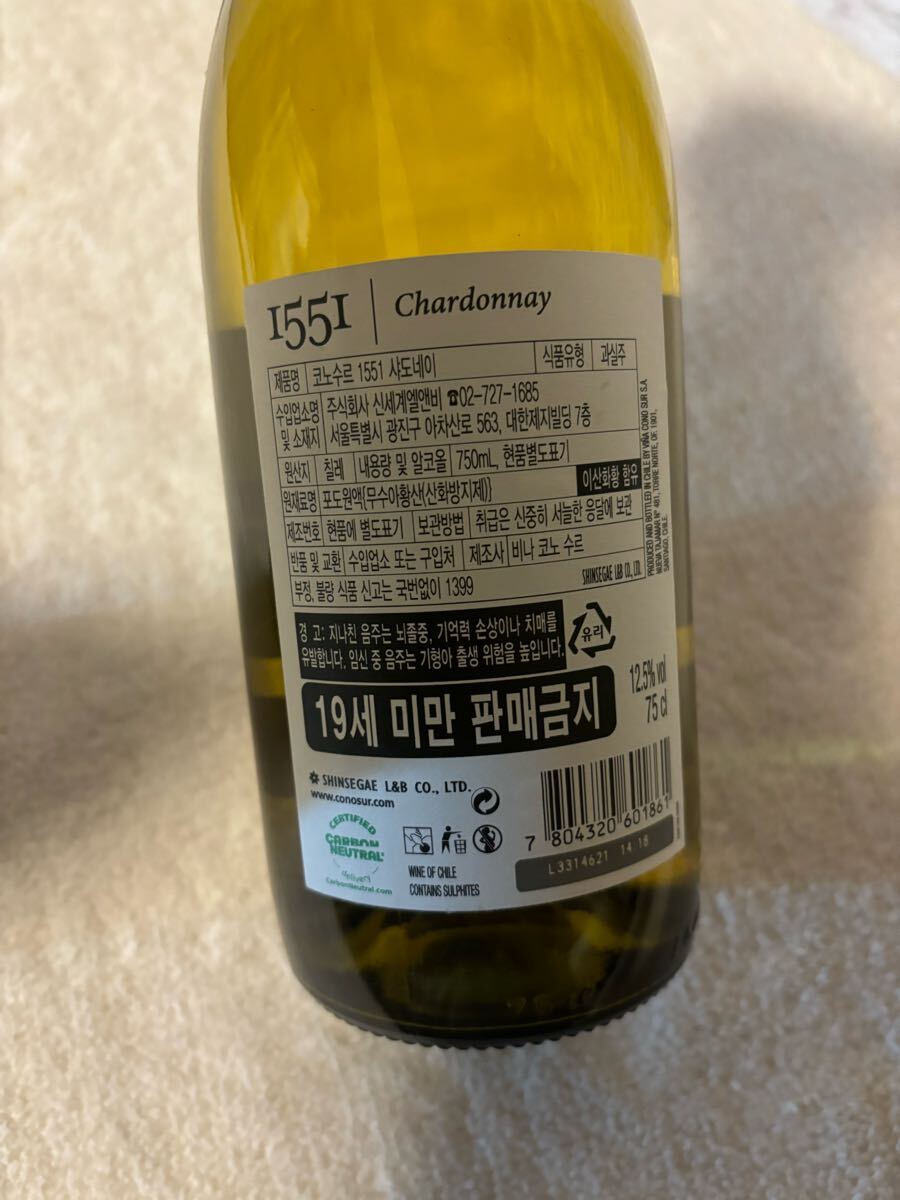 1551 | Chardonnay
제품명 코노수르 1551 샤도네이 식품유형 과실주
수입업소명 및 소재지 주식회사 신세계엘앤비 ☎02-727-1685
서울특별시 광진구 아차산로 563, 대한제지빌딩 7층
원산지 칠레 내용량 및 알코올 750mL, 현품별도표기
원재료명 포도원액{무수아황산(산화방지제)} 이산화황 함유
제조번호 현품에 별도표기 보관방법 취급은 신중히 서늘한 응달에 보관
반품 및 교환 수입업소 또는 구입처 제조사 비나 코노 수르
부정, 불량 식품 신고는 국번없이 1399 SHINSEGAE L&B CO., LTD.
PRODUCED AND BOTTLED IN CHILE BY VIÑA CONO SUR S.A.
NUEVA TAJAMAR N° 481, TORRE NORTE, OF. 1901,
SANTIAGO, CHILE.
경 고: 지나친 음주는 뇌졸중, 기억력 손상이나 치매를
유발합니다. 임신 중 음주는 기형아 출생 위험을 높입니다.
유리
19세 미만 판매금지
12.5% vol
75 cl
SHINSEGAE L&B CO., LTD.
www.conosur.com
CERTIFIED
CARBON
NEUTRAL
delivery
CarbonNeutral.com
WINE OF CHILE
CONTAINS SULPHITES
7 804320 601861
L3314621 14 18